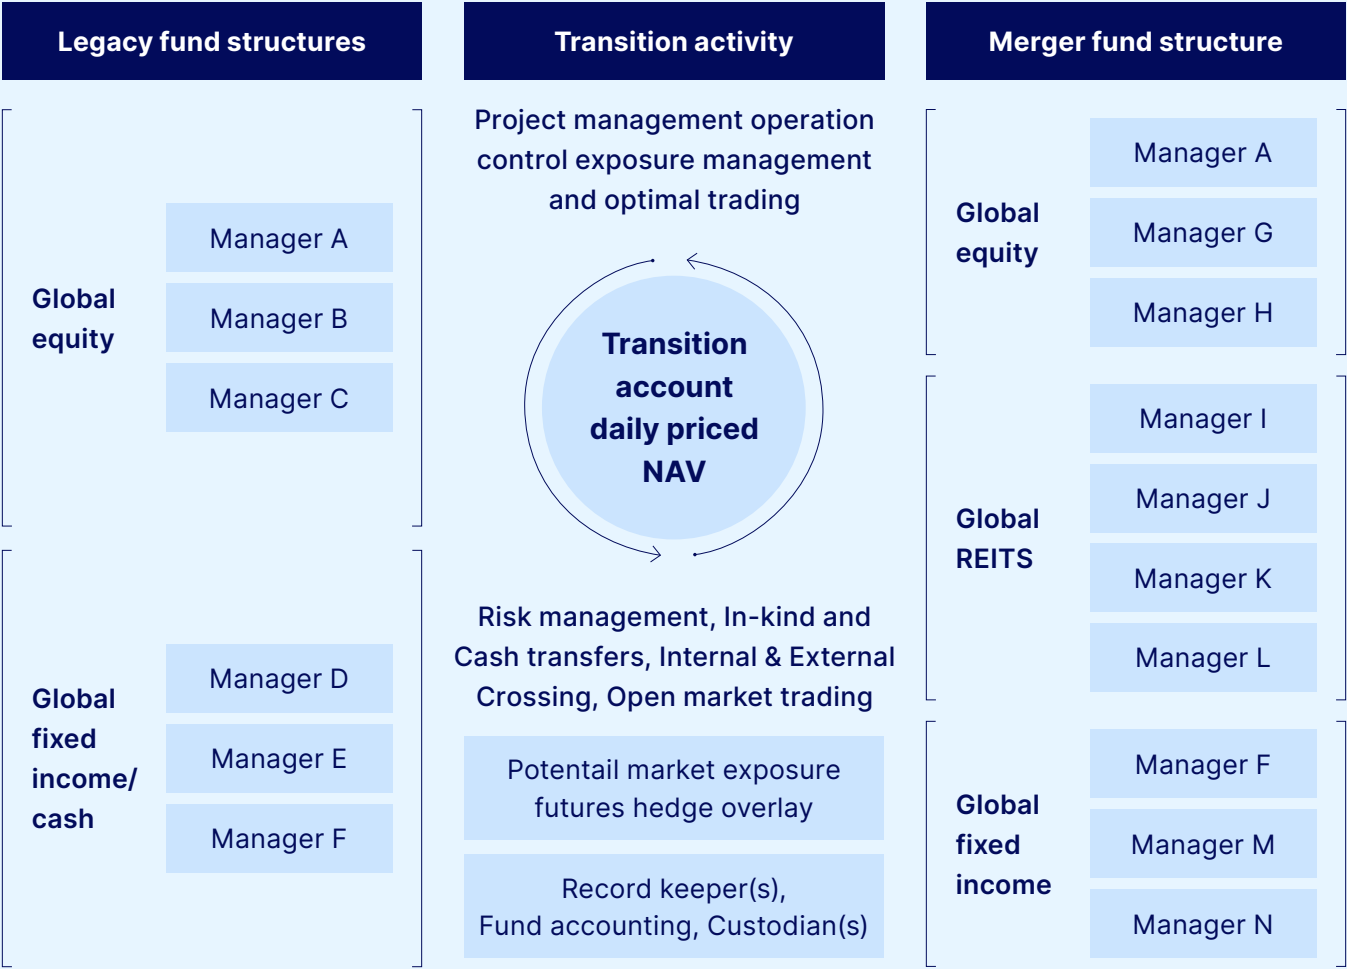 Legacy fund structures
Global
equity
Manager A
Manager B
Manager C
Global
fixed
income/
cash
Manager D
Manager E
Manager F
Transition activity
Project management operation
control exposure management
and optimal trading
Transition
account
daily priced
NAV
Risk management, In-kind and
Cash transfers, Internal & External
Crossing, Open market trading
Potentail market exposure
futures hedge overlay
Record keeper(s),
Fund accounting, Custodian(s)
Merger fund structure
Global
equity
Manager A
Manager G
Manager H
Global
REITS
Manager I
Manager J
Manager K
Manager L
Global
fixed
income
Manager F
Manager M
Manager N